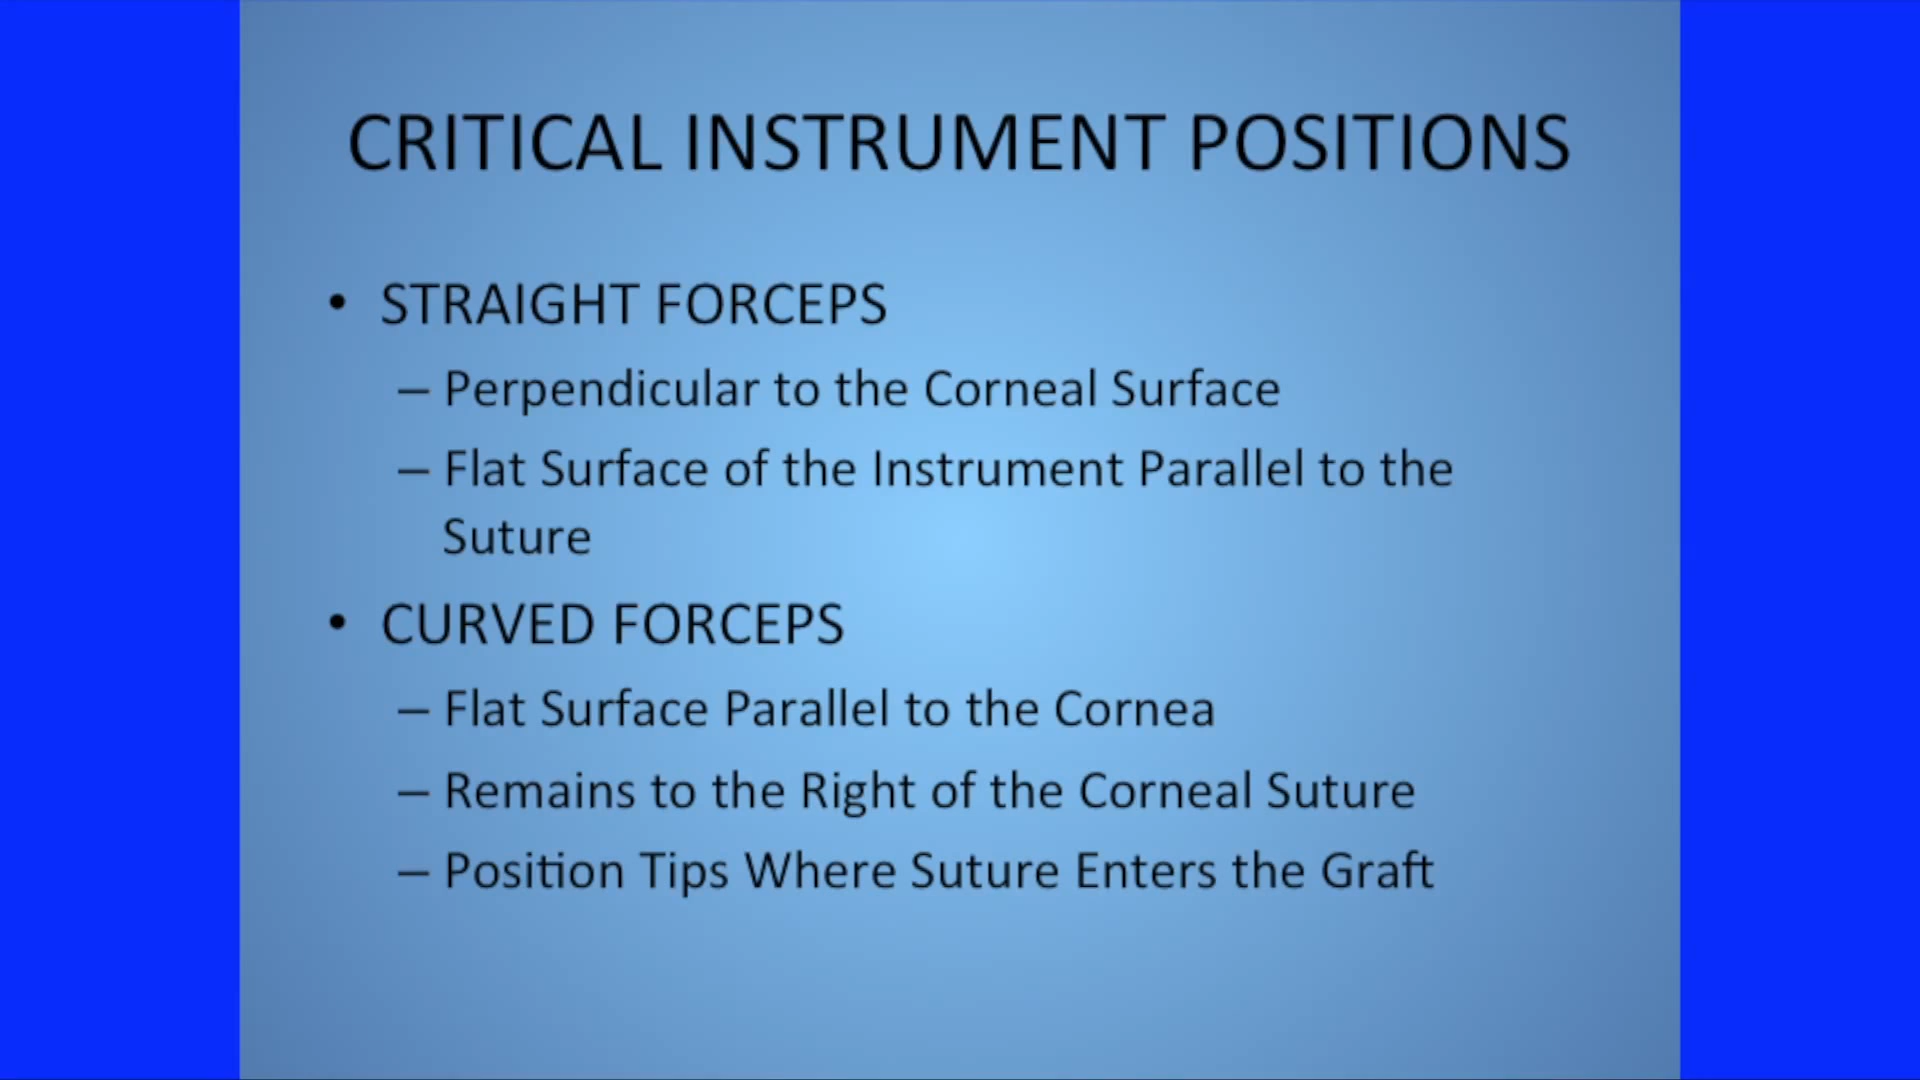 CRITICAL INSTRUMENT POSITIONS
• STRAIGHT FORCEPS
– Perpendicular to the Corneal Surface
– Flat Surface of the Instrument Parallel to the
Suture
• CURVED FORCEPS
– Flat Surface Parallel to the Cornea
– Remains to the Right of the Corneal Suture
– Position Tips Where Suture Enters the Graft